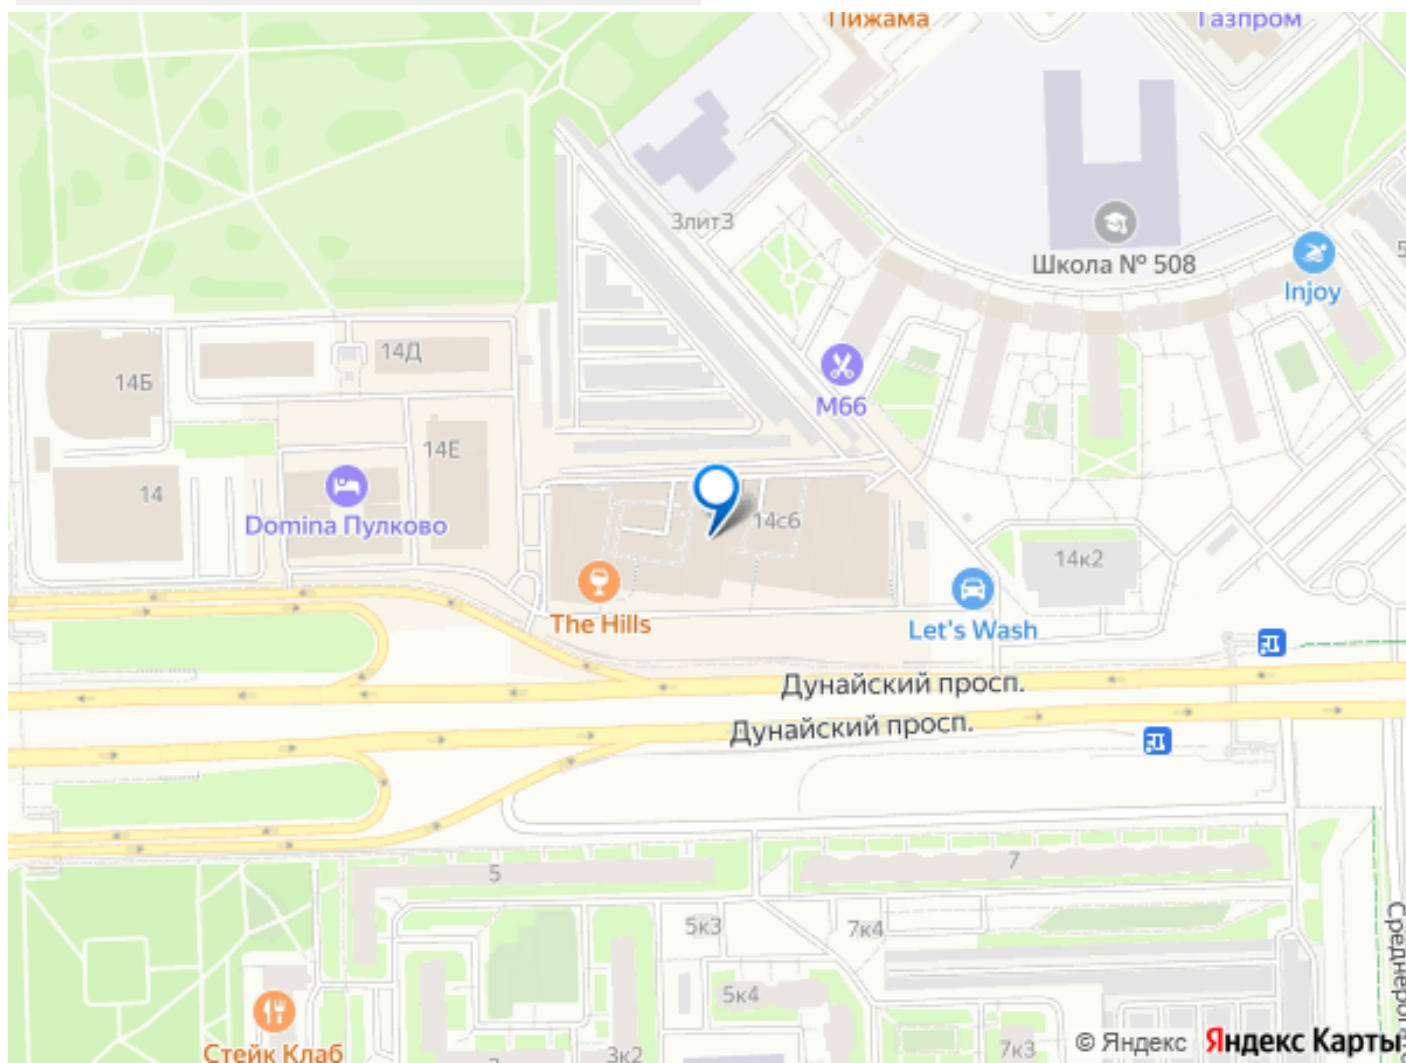 Пижама
Газпром
3лит3
Школа № 508
Injoy
14Д
14Б
М66
14Е
14
14с6
Domina Пулково
14к2
The Hills
Let's Wash
Дунайский просп.
Дунайский просп.
5
7
5к3
7к4
5к4
Стейк Клаб
3к2
7к3
© Яндекс
Яндекс Карты